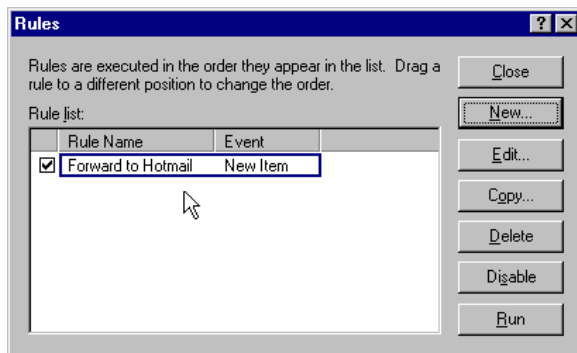 Rules
Rules are executed in the order they appear in the list. Drag a
rule to a different position to change the order.
Rule list:
Rule Name Event
Forward to Hotmail New Item
Close
New...
Edit...
Copy...
Delete
Disable
Run